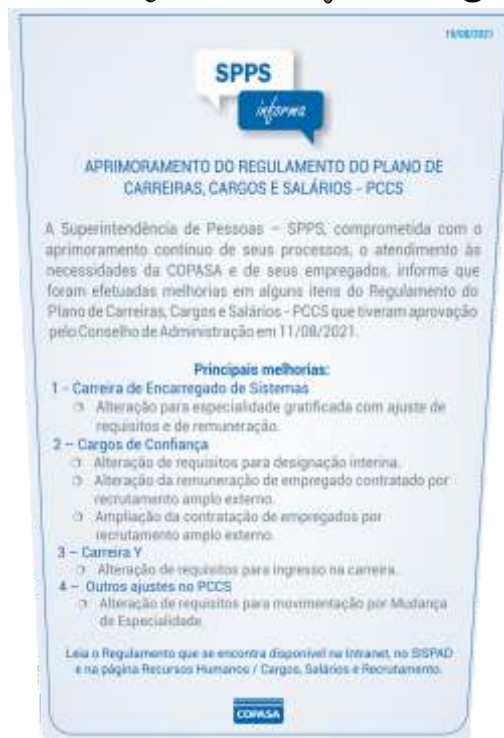 SPPS
informa
APRIMORAMENTO DO REGULAMENTO DO PLANO DE
CARREIRAS, CARGOS E SALÁRIOS - PCCS
A Superintendência de Pessoas – SPPS, comprometida com o
aprimoramento contínuo de seus processos, o atendimento às
necessidades da COPASA e de seus empregados, informa que
foram efetuadas melhorias em alguns itens do Regulamento do
Plano de Carreiras, Cargos e Salários - PCCS que tiveram aprovação
pelo Conselho de Administração em 11/08/2021.
Principais melhorias:
1 - Carreira de Encarregado de Sistemas
Alteração para especialidade gratificada com ajuste de
requisitos e de remuneração.
2 – Cargos de Confiança
Alteração de requisitos para designação interina.
Alteração da remuneração de empregado contratado por
recrutamento amplo externo.
Ampliação da contratação de empregados por
recrutamento amplo externo.
3 – Carreira Y
Alteração de requisitos para ingresso na carreira.
4 – Outros ajustes no PCCS
Alteração de requisitos para movimentação por Mudança
de Especialidade.
Leia o Regulamento que se encontra disponível na Intranet, no SISPAD
e na página Recursos Humanos / Cargos, Salários e Recrutamento.
COPASA